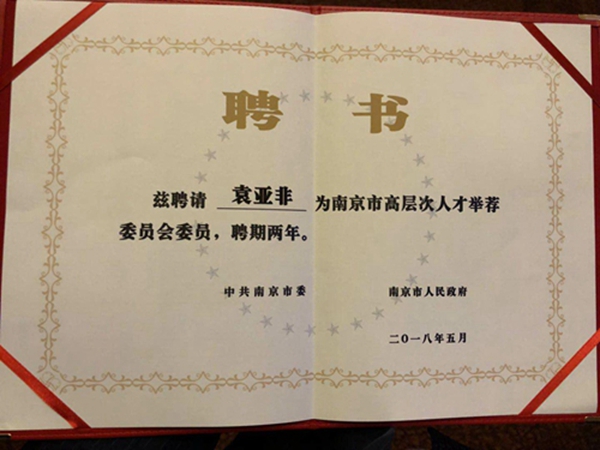 聘 书
兹聘请 袁亚非 为南京市高层次人才举荐
委员会委员，聘期两年。
中共南京市委 南京市人民政府
二〇一八年五月